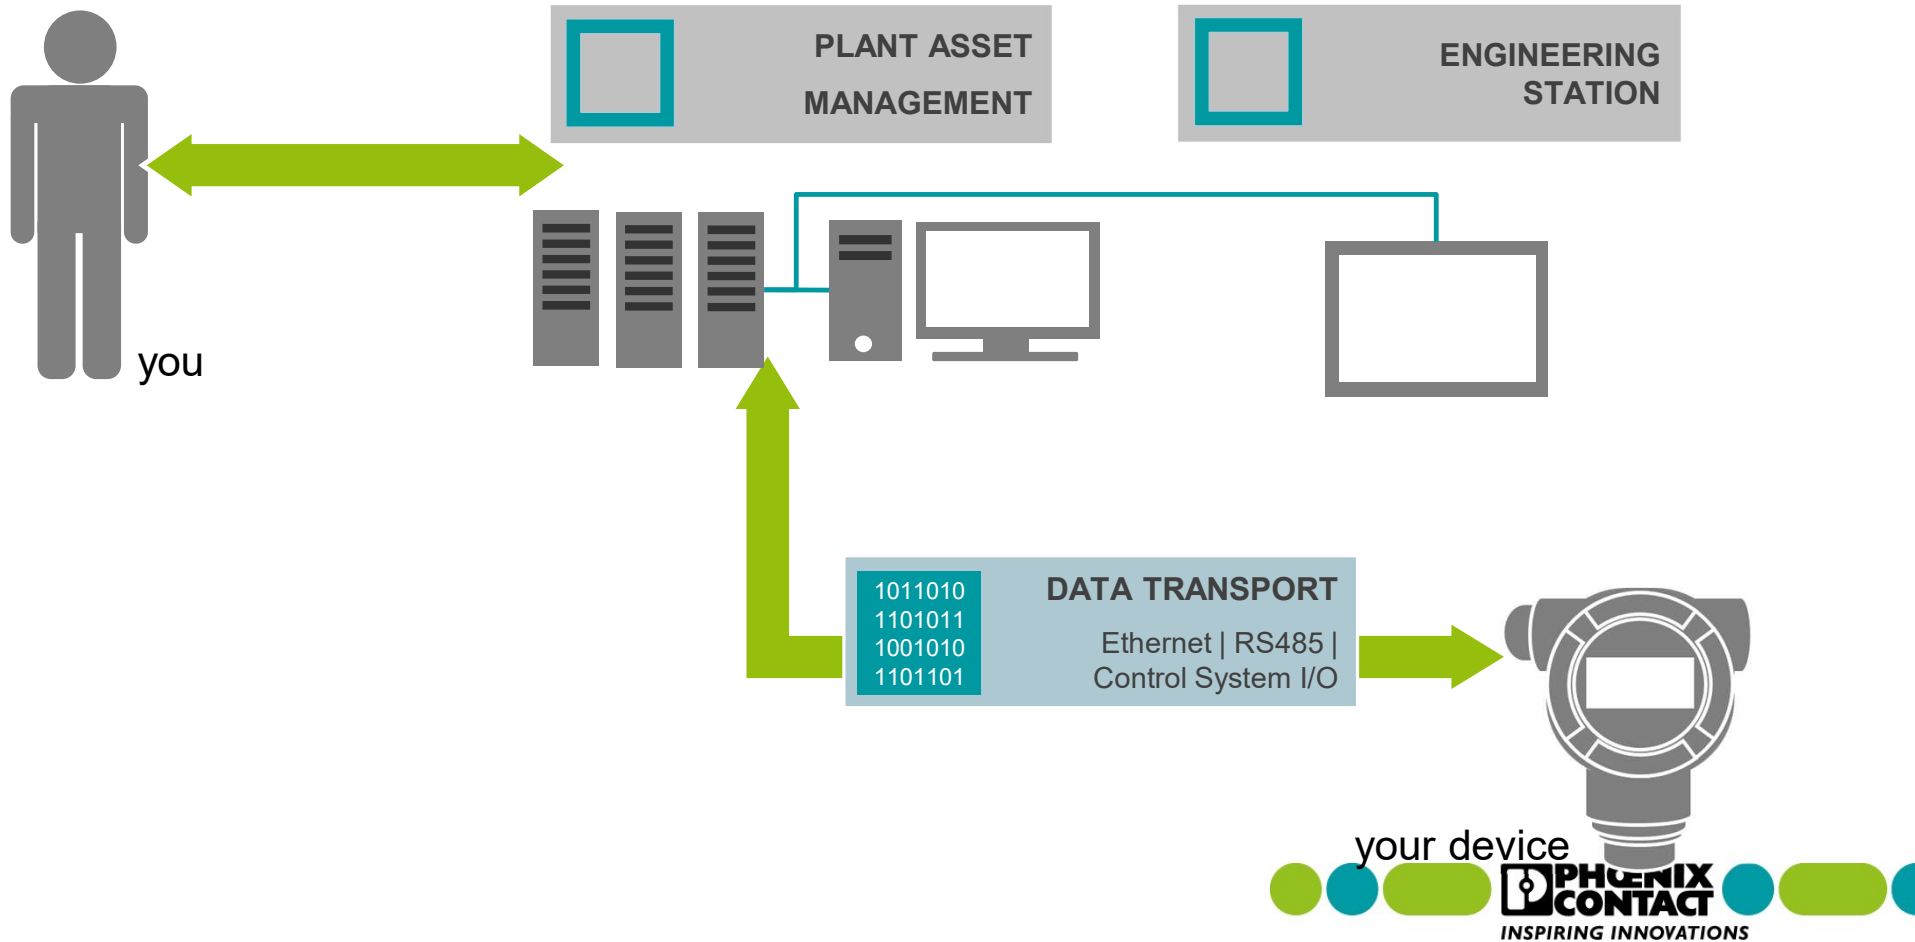 PLANT ASSET
MANAGEMENT
ENGINEERING
STATION
you
1011010
1101011
1001010
1101101
DATA TRANSPORT
Ethernet | RS485 |
Control System I/O
your device
PHŒNIX
CONTACT
INSPIRING INNOVATIONS